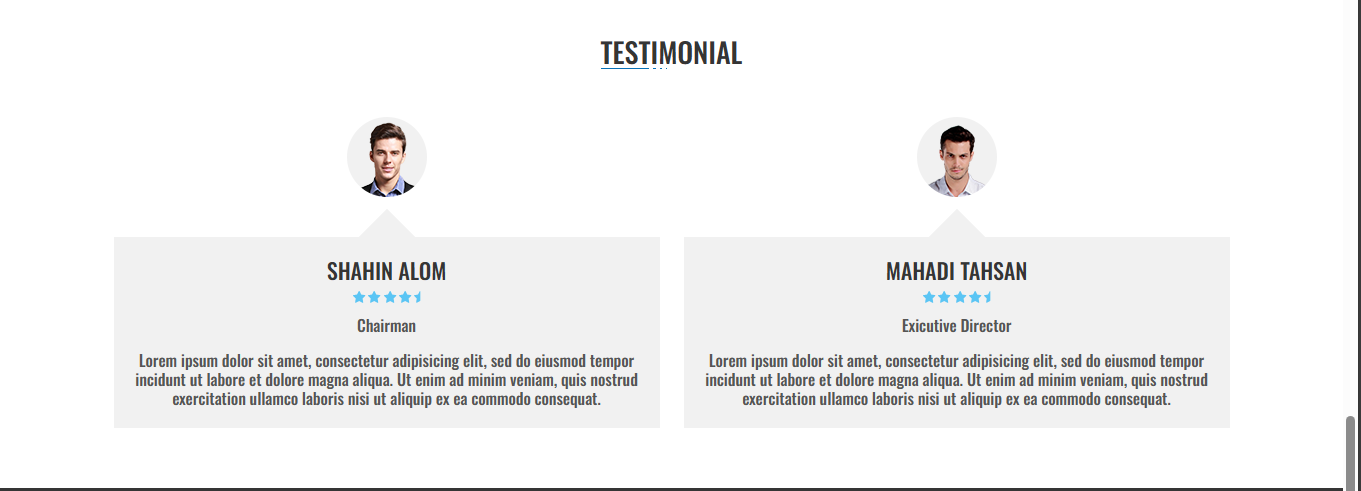 TESTIMONIAL
SHAHIN ALOM
Chairman
Lorem ipsum dolor sit amet, consectetur adipisicing elit, sed do eiusmod tempor
incidunt ut labore et dolore magna aliqua. Ut enim ad minim veniam, quis nostrud
exercitation ullamco laboris nisi ut aliquip ex ea commodo consequat.
MAHADI TAHSAN
Exicutive Director
Lorem ipsum dolor sit amet, consectetur adipisicing elit, sed do eiusmod tempor
incidunt ut labore et dolore magna aliqua. Ut enim ad minim veniam, quis nostrud
exercitation ullamco laboris nisi ut aliquip ex ea commodo consequat.